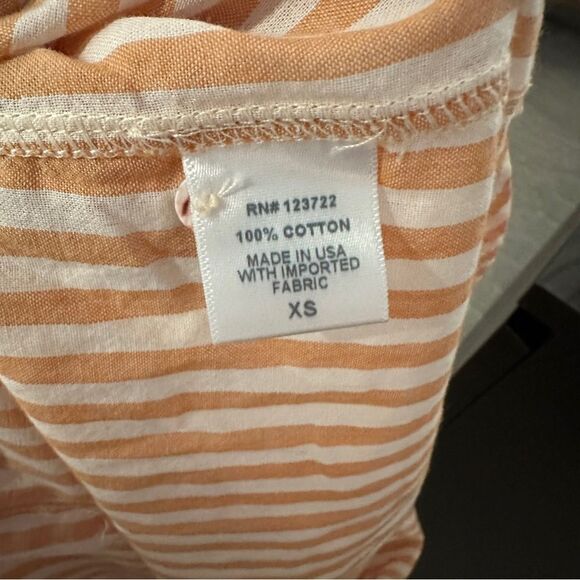 RN# 123722
100% COTTON
MADE IN USA
WITH IMPORTED
FABRIC
XS